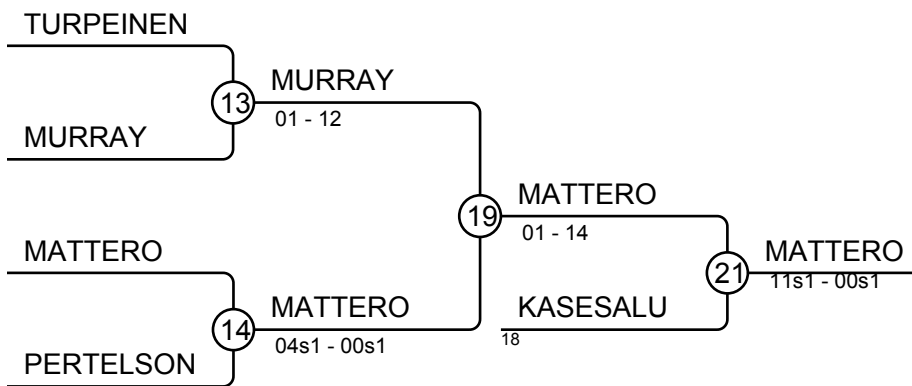 TURPEINEN
13
MURRAY
01 - 12
MURRAY
19
MATTERO
01 - 14
MATTERO
21
MATTERO
11s1 - 00s1
14
MATTERO
04s1 - 00s1
KASESALU
18
PERTELSON